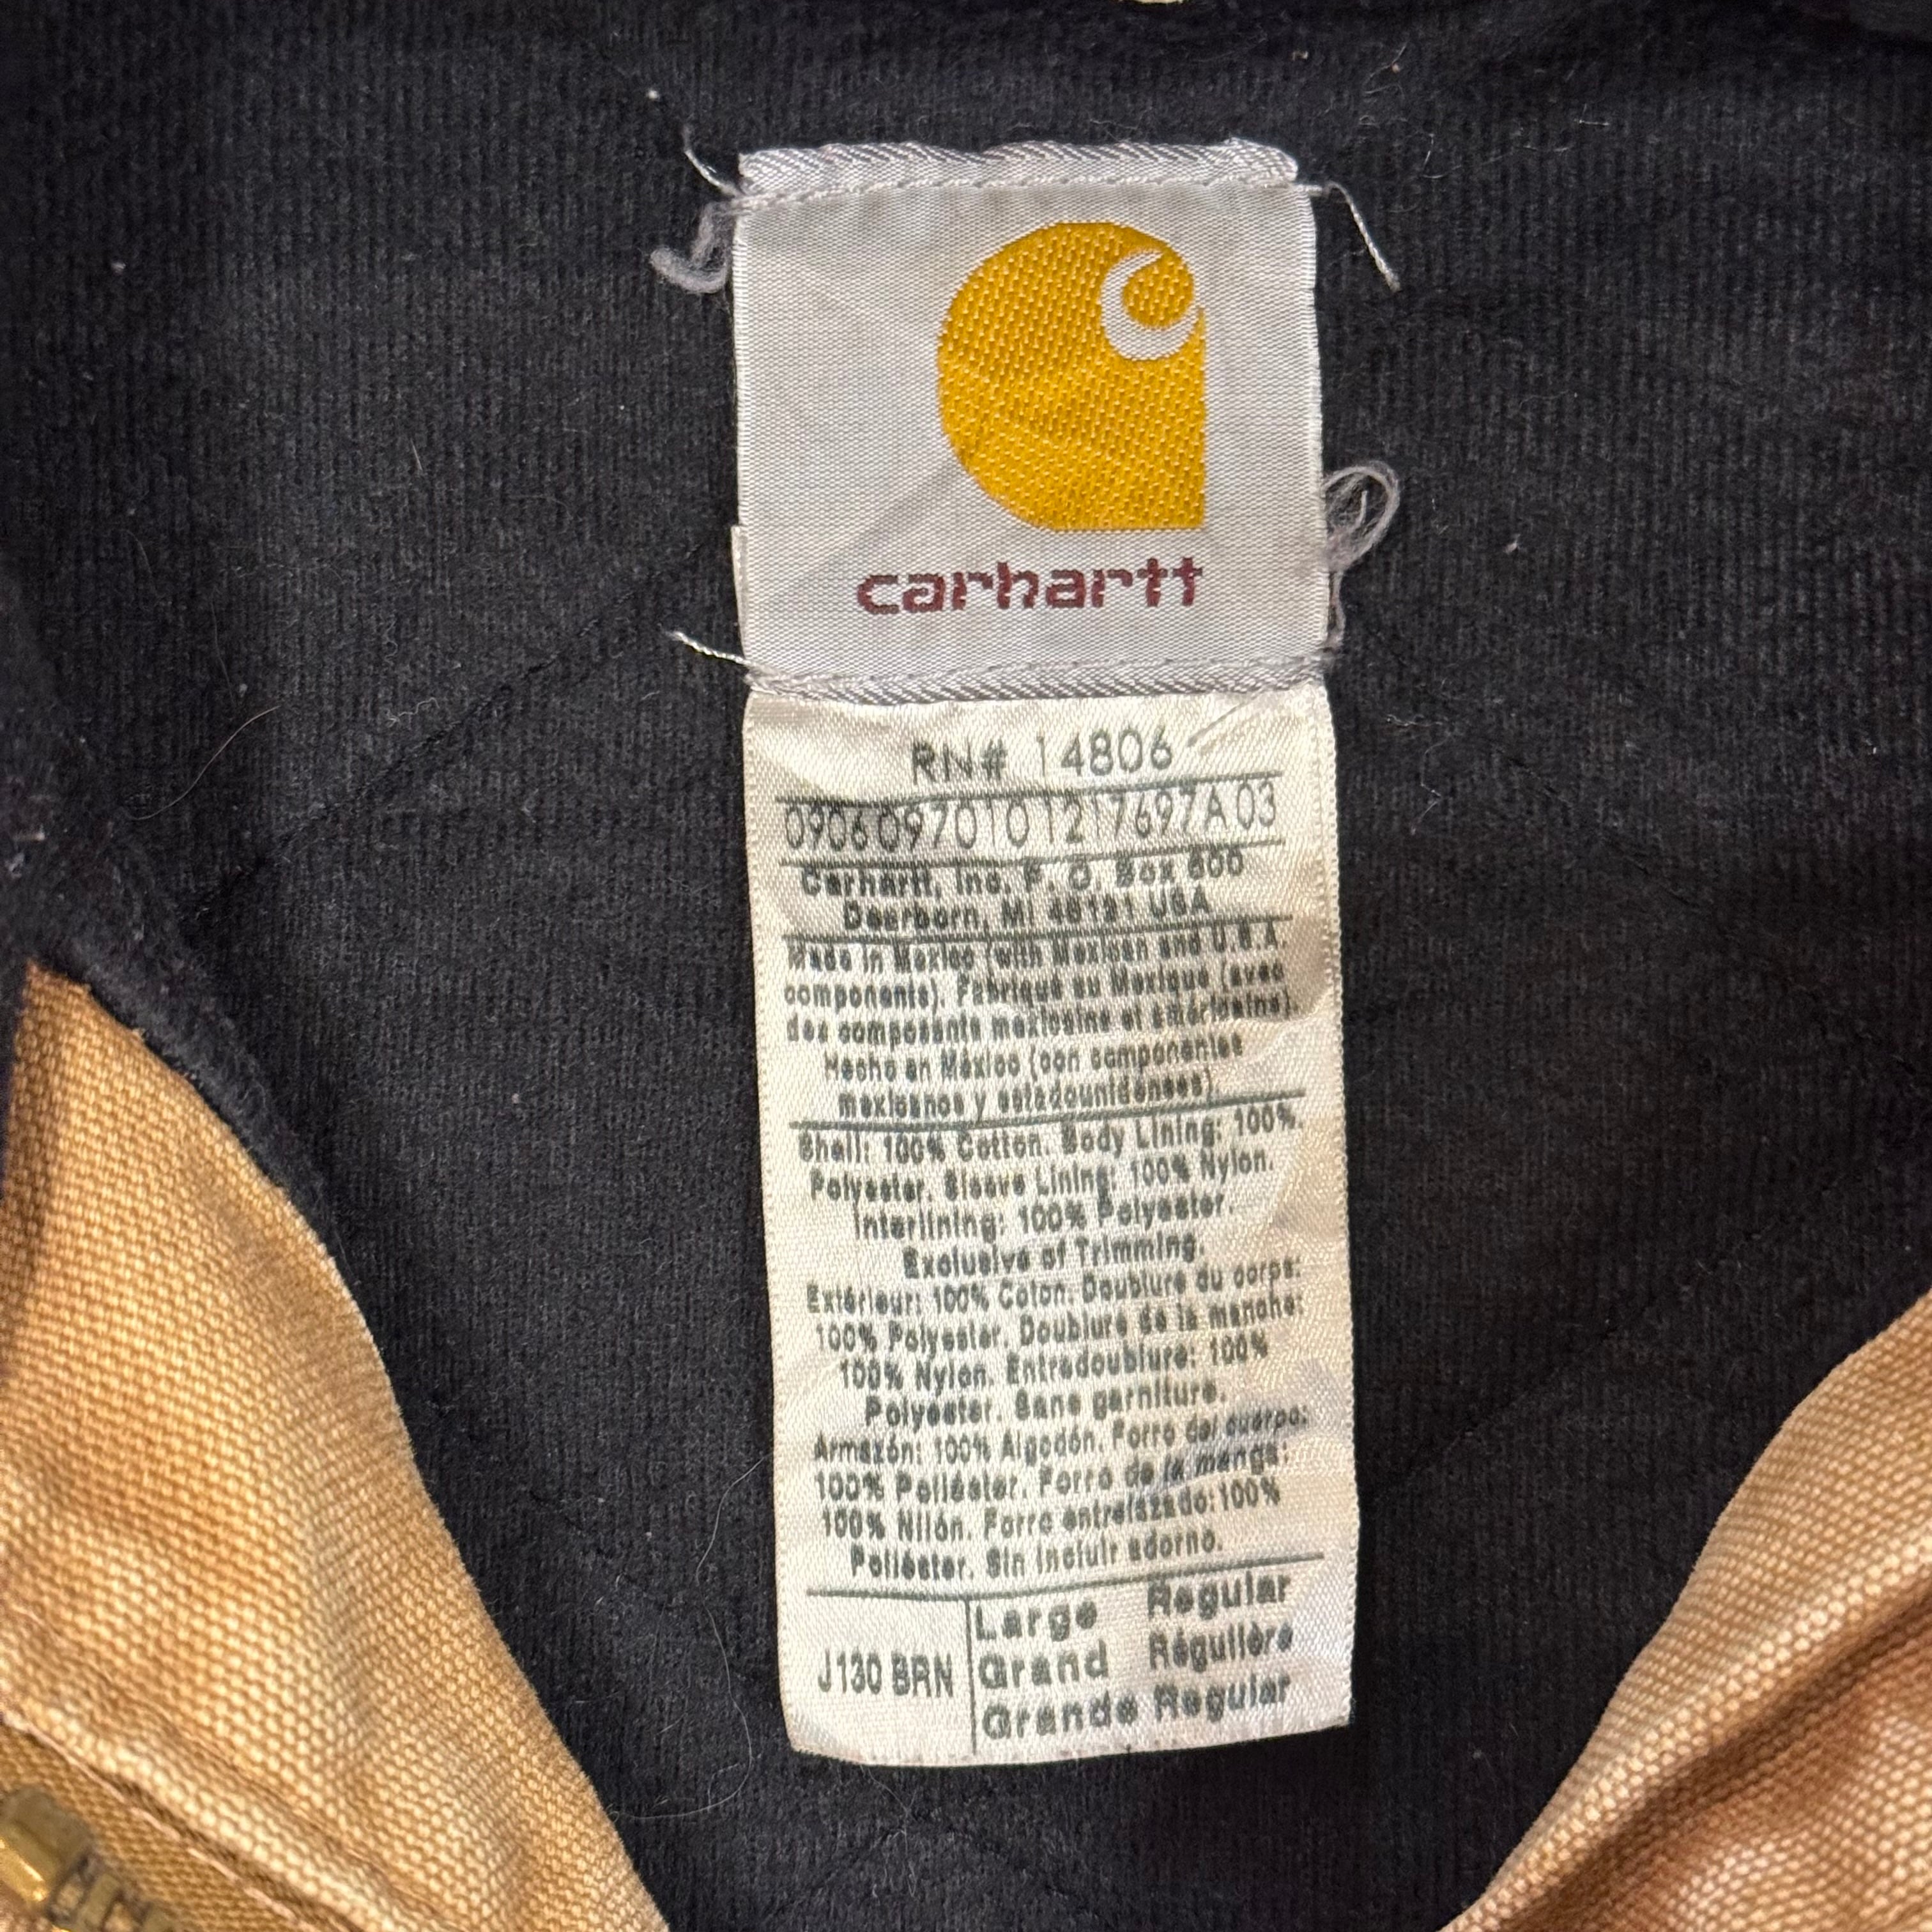 carhartt
RN# 14806
09060970101217697A03
Carhartt, Inc. P. O. Box 600
Dearborn, MI 48121 USA
Made in Mexico (with Mexican and U.S.A.
components). Fabriqué au Mexique (avec
des composants mexicains et américains).
Hecho en México (con componentes
mexicanos y estadounidenses)
Shell: 100% Cotton. Body Lining: 100%
Polyester. Sleeve Lining: 100% Nylon.
Interlining: 100% Polyester.
Exclusive of Trimming.
Extérieur: 100% Coton. Doublure du corps:
100% Polyester. Doublure de la manche:
100% Nylon. Entredoublure: 100%
Polyester. Sans garniture.
Armazón: 100% Algodón. Forro del cuerpo:
100% Poliéster. Forro de la manga:
100% Nilón. Forro entrelazado: 100%
Poliéster. Sin incluir adorno.
J130 BRN
Large Regular
Grand Régulière
Grande Regular